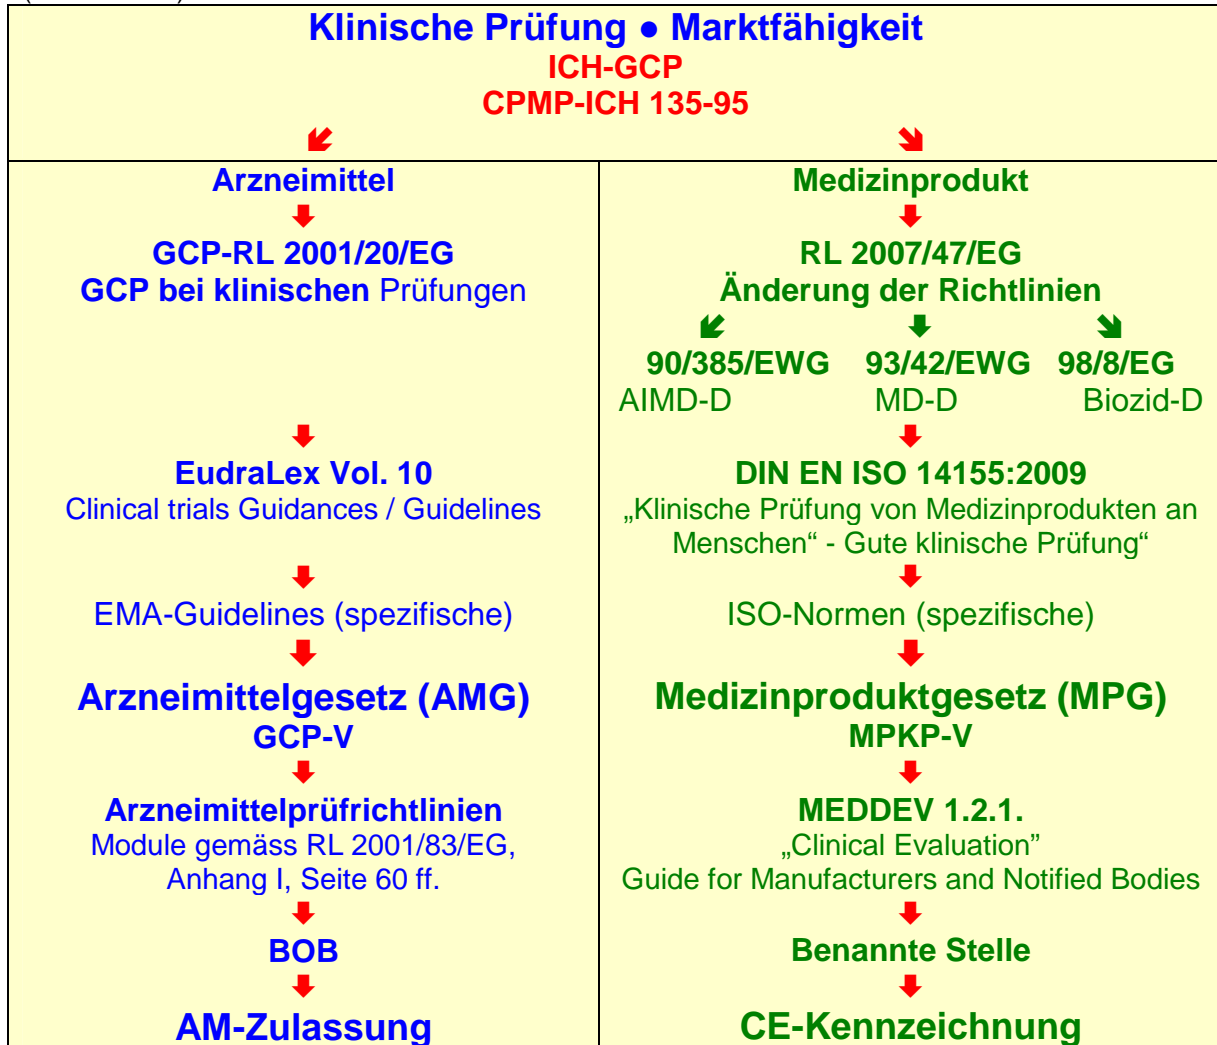 Klinische Prüfung ● Marktfähigkeit
ICH-GCP
CPMP-ICH 135-95
Arzneimittel
GCP-RL 2001/20/EG
GCP bei klinischen Prüfungen
EudraLex Vol. 10
Clinical trials Guidances / Guidelines
EMA-Guidelines (spezifische)
Arzneimittelgesetz (AMG)
GCP-V
Arzneimittelprüfrichtlinien
Module gemäss RL 2001/83/EG,
Anhang I, Seite 60 ff.
BOB
AM-Zulassung
Medizinprodukt
RL 2007/47/EG
Änderung der Richtlinien
90/385/EWG 93/42/EWG 98/8/EG
AIMD-D MD-D Biozid-D
DIN EN ISO 14155:2009
„Klinische Prüfung von Medizinprodukten an
Menschen“ - Gute klinische Prüfung“
ISO-Normen (spezifische)
Medizinproduktgesetz (MPG)
MPKP-V
MEDDEV 1.2.1.
„Clinical Evaluation”
Guide for Manufacturers and Notified Bodies
Benannte Stelle
CE-Kennzeichnung